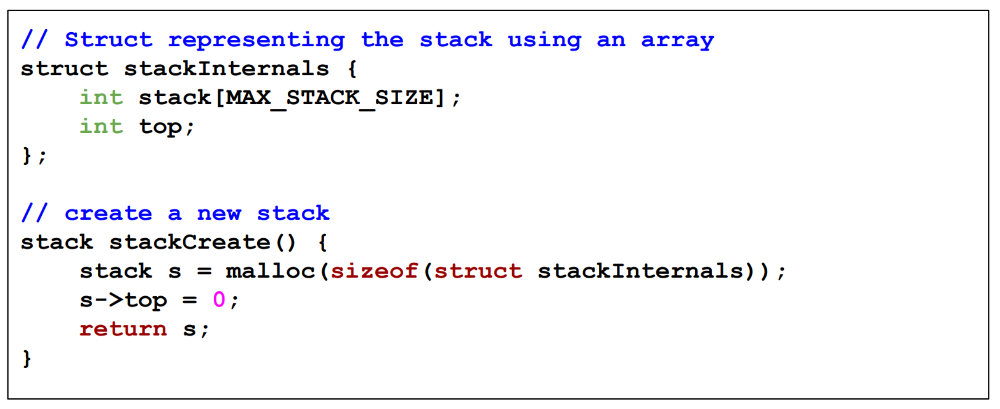 // Struct representing the stack using an array
struct stackInternals {
    int stack[MAX_STACK_SIZE];
    int top;
};

// create a new stack
stack stackCreate() {
    stack s = malloc(sizeof(struct stackInternals));
    s->top = 0;
    return s;
}